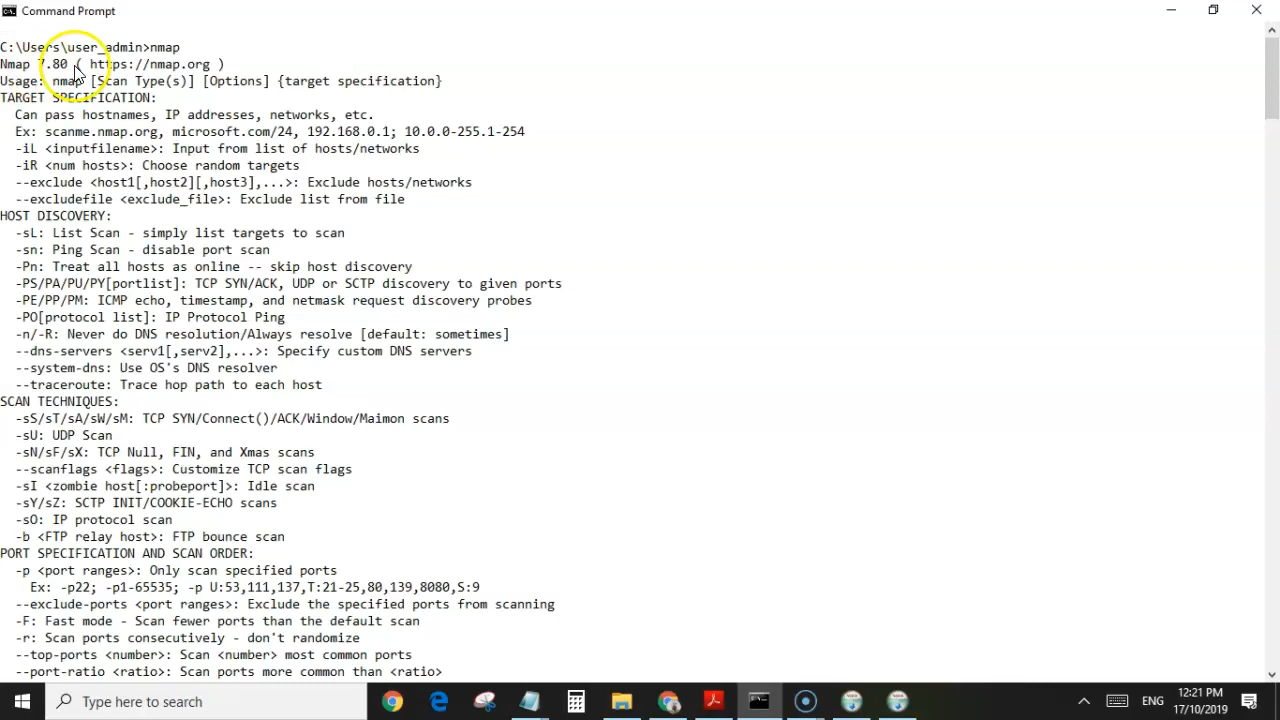 Command Prompt
C:\Users\user_admin>nmap
Nmap 7.80 ( https://nmap.org )
Usage: nmap [Scan Type(s)] [Options] {target specification}
TARGET SPECIFICATION:
  Can pass hostnames, IP addresses, networks, etc.
  Ex: scanme.nmap.org, microsoft.com/24, 192.168.0.1; 10.0.0-255.1-254
  -iL <inputfilename>: Input from list of hosts/networks
  -iR <num hosts>: Choose random targets
  --exclude <host1[,host2][,host3],...>: Exclude hosts/networks
  --excludefile <exclude_file>: Exclude list from file
HOST DISCOVERY:
  -sL: List Scan - simply list targets to scan
  -sn: Ping Scan - disable port scan
  -Pn: Treat all hosts as online -- skip host discovery
  -PS/PA/PU/PY[portlist]: TCP SYN/ACK, UDP or SCTP discovery to given ports
  -PE/PP/PM: ICMP echo, timestamp, and netmask request discovery probes
  -PO[protocol list]: IP Protocol Ping
  -n/-R: Never do DNS resolution/Always resolve [default: sometimes]
  --dns-servers <serv1[,serv2],...>: Specify custom DNS servers
  --system-dns: Use OS's DNS resolver
  --traceroute: Trace hop path to each host
SCAN TECHNIQUES:
  -sS/sT/sA/sW/sM: TCP SYN/Connect()/ACK/Window/Maimon scans
  -sU: UDP Scan
  -sN/sF/sX: TCP Null, FIN, and Xmas scans
  --scanflags <flags>: Customize TCP scan flags
  -sI <zombie host[:probeport]>: Idle scan
  -sY/sZ: SCTP INIT/COOKIE-ECHO scans
  -sO: IP protocol scan
  -b <FTP relay host>: FTP bounce scan
PORT SPECIFICATION AND SCAN ORDER:
  -p <port ranges>: Only scan specified ports
    Ex: -p22; -p1-65535; -p U:53,111,137,T:21-25,80,139,8080,S:9
  --exclude-ports <port ranges>: Exclude the specified ports from scanning
  -F: Fast mode - Scan fewer ports than the default scan
  -r: Scan ports consecutively - don't randomize
  --top-ports <number>: Scan <number> most common ports
  --port-ratio <ratio>: Scan ports more common than <ratio>
Type here to search
ENG
12:21 PM
17/10/2019